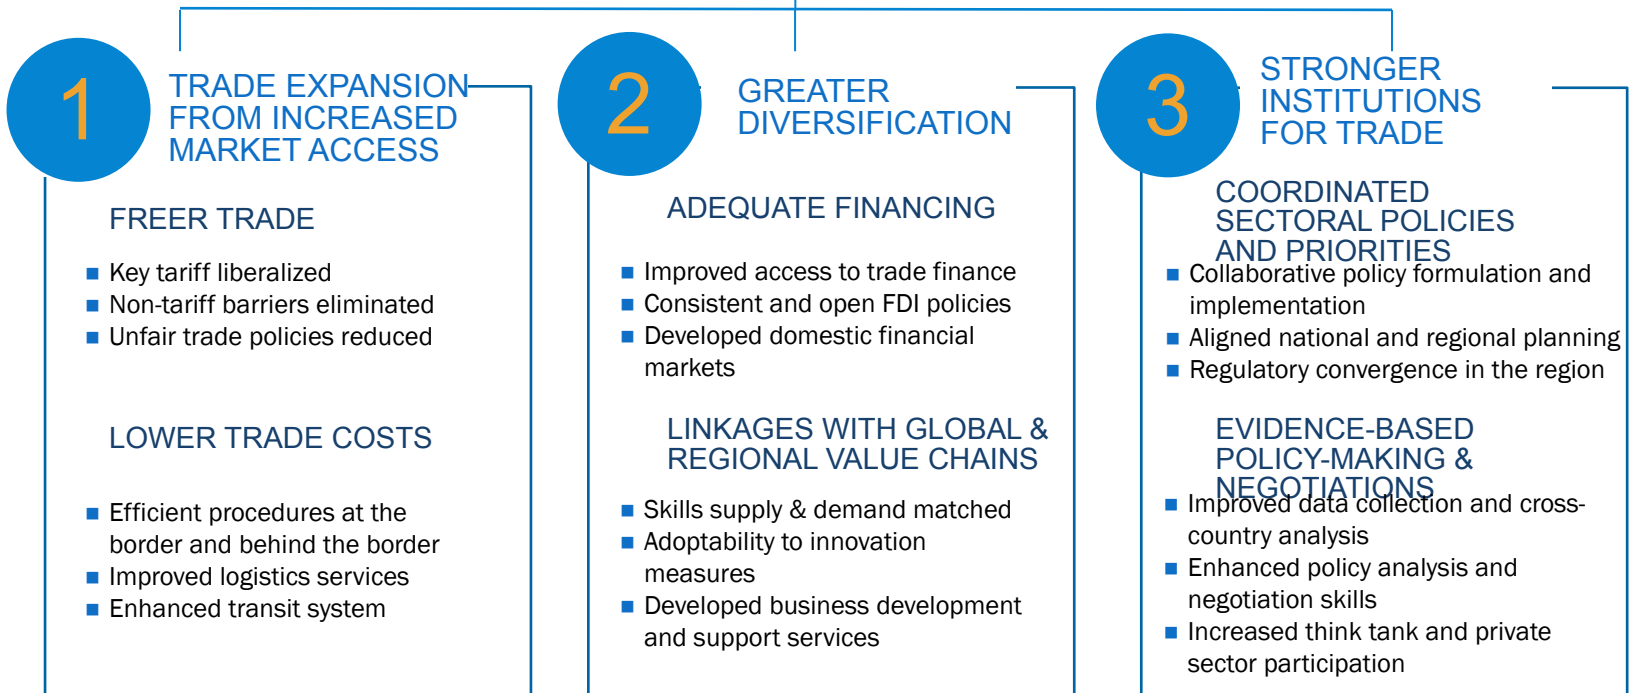 1
TRADE EXPANSION
FROM INCREASED
MARKET ACCESS
FREER TRADE
Key tariff liberalized
Non-tariff barriers eliminated
Unfair trade policies reduced
LOWER TRADE COSTS
Efficient procedures at the
border and behind the border
Improved logistics services
Enhanced transit system
2
GREATER
DIVERSIFICATION
ADEQUATE FINANCING
Improved access to trade finance
Consistent and open FDI policies
Developed domestic financial
markets
LINKAGES WITH GLOBAL &
REGIONAL VALUE CHAINS
Skills supply & demand matched
Adoptability to innovation
measures
Developed business development
and support services
3
STRONGER
INSTITUTIONS
FOR TRADE
COORDINATED
SECTORAL POLICIES
AND PRIORITIES
Collaborative policy formulation and
implementation
Aligned national and regional planning
Regulatory convergence in the region
EVIDENCE-BASED
POLICY-MAKING &
NEGOTIATIONS
Improved data collection and cross-
country analysis
Enhanced policy analysis and
negotiation skills
Increased think tank and private
sector participation